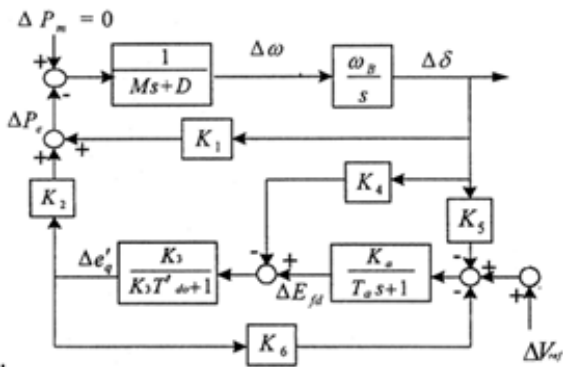 Δ P_m = 0
+
-
1
Ms+D
Δω
ω_B
s
Δδ
ΔP_e
+
+
K_1
K_2
K_4
K_5
Δe'_q
K_3
K_3T'_do+1
-
+
ΔE_fd
K_a
T_a s+1
-
-
+
+
K_6
ΔV_ref